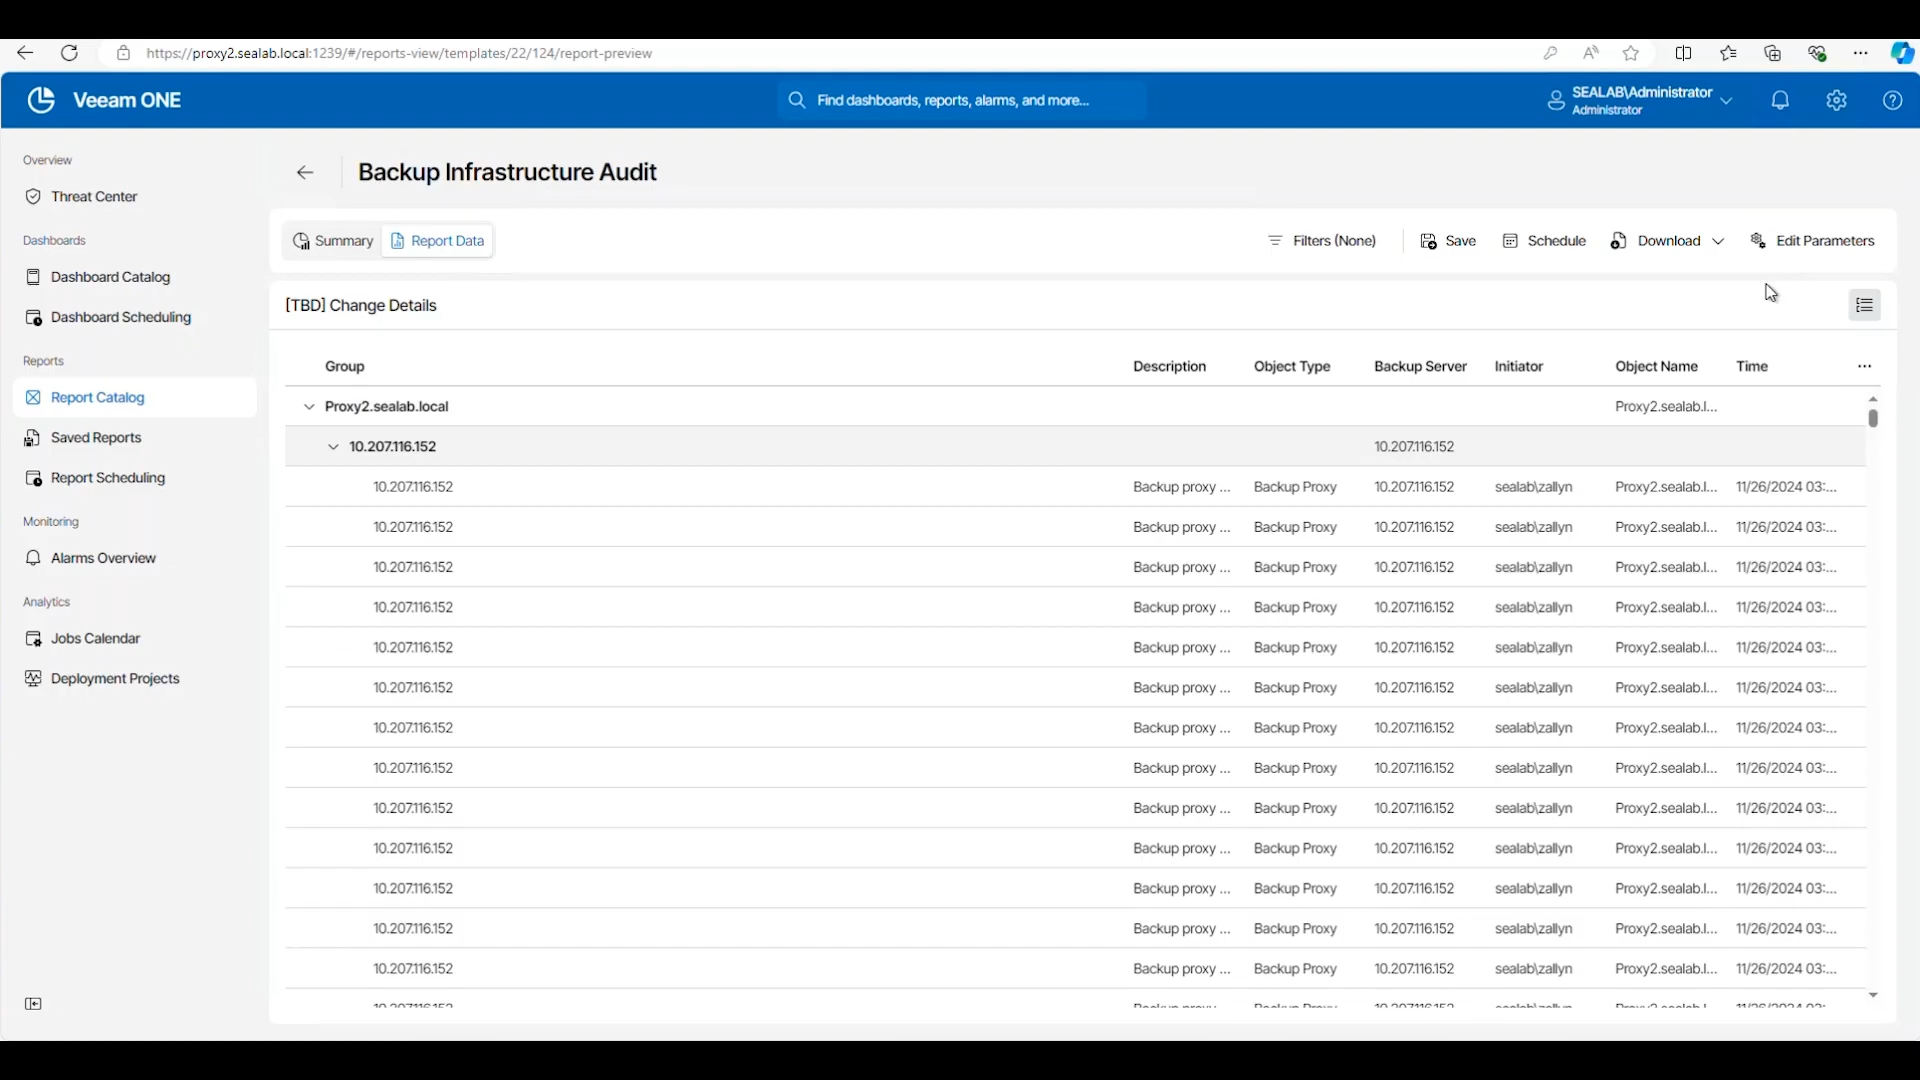 https://proxy2.sealab.local:1239/#/reports-view/templates/22/124/report-preview
Veeam ONE
Find dashboards, reports, alarms, and more...
SEALAB\Administrator
Administrator
Overview
Threat Center
Dashboards
Dashboard Catalog
Dashboard Scheduling
Reports
Report Catalog
Saved Reports
Report Scheduling
Monitoring
Alarms Overview
Analytics
Jobs Calendar
Deployment Projects
Backup Infrastructure Audit
Summary Report Data Filters (None) Save Schedule Download Edit Parameters
[TBD] Change Details
Group Description Object Type Backup Server Initiator Object Name Time ...
Proxy2.sealab.local Proxy2.sealab.l...
10.207.116.152 10.207.116.152
10.207.116.152 Backup proxy ... Backup Proxy 10.207.116.152 sealab\zallyn Proxy2.sealab.l... 11/26/2024 03:...
10.207.116.152 Backup proxy ... Backup Proxy 10.207.116.152 sealab\zallyn Proxy2.sealab.l... 11/26/2024 03:...
10.207.116.152 Backup proxy ... Backup Proxy 10.207.116.152 sealab\zallyn Proxy2.sealab.l... 11/26/2024 03:...
10.207.116.152 Backup proxy ... Backup Proxy 10.207.116.152 sealab\zallyn Proxy2.sealab.l... 11/26/2024 03:...
10.207.116.152 Backup proxy ... Backup Proxy 10.207.116.152 sealab\zallyn Proxy2.sealab.l... 11/26/2024 03:...
10.207.116.152 Backup proxy ... Backup Proxy 10.207.116.152 sealab\zallyn Proxy2.sealab.l... 11/26/2024 03:...
10.207.116.152 Backup proxy ... Backup Proxy 10.207.116.152 sealab\zallyn Proxy2.sealab.l... 11/26/2024 03:...
10.207.116.152 Backup proxy ... Backup Proxy 10.207.116.152 sealab\zallyn Proxy2.sealab.l... 11/26/2024 03:...
10.207.116.152 Backup proxy ... Backup Proxy 10.207.116.152 sealab\zallyn Proxy2.sealab.l... 11/26/2024 03:...
10.207.116.152 Backup proxy ... Backup Proxy 10.207.116.152 sealab\zallyn Proxy2.sealab.l... 11/26/2024 03:...
10.207.116.152 Backup proxy ... Backup Proxy 10.207.116.152 sealab\zallyn Proxy2.sealab.l... 11/26/2024 03:...
10.207.116.152 Backup proxy ... Backup Proxy 10.207.116.152 sealab\zallyn Proxy2.sealab.l... 11/26/2024 03:...
10.207.116.152 Backup proxy ... Backup Proxy 10.207.116.152 sealab\zallyn Proxy2.sealab.l... 11/26/2024 03:...